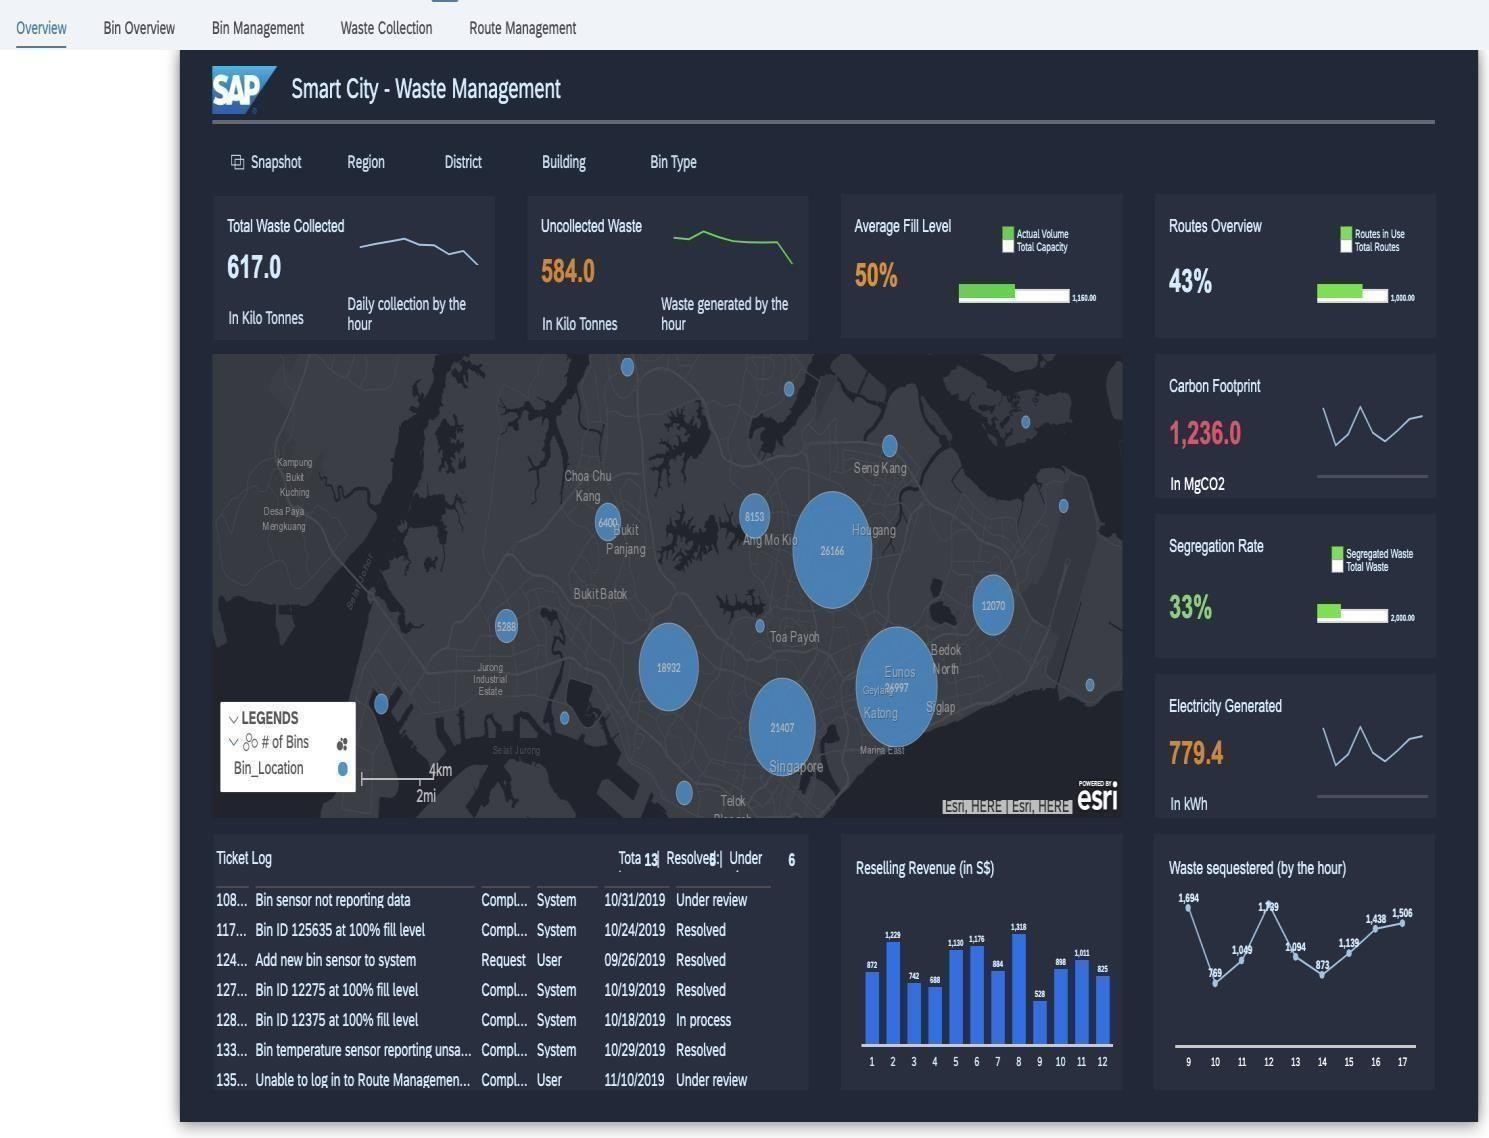 Overview
Bin Overview
Bin Management
Waste Collection
Route Management
SAP
Smart City - Waste Management
Snapshot
Region
District
Building
Bin Type
Total Waste Collected
617.0
In Kilo Tonnes
Daily collection by the
hour
Uncollected Waste
584.0
In Kilo Tonnes
Waste generated by the
hour
Average Fill Level
Actual Volume
Total Capacity
50%
1,160.00
Routes Overview
Routes in Use
Total Routes
43%
1,000.00
Kampung
Bukit
Kuching
Desa Paya
Mengkuang
Selat Johor
Choa Chu
Kang
6400
Bukit
Panjang
8153
Ang Mo Kio
Seng Kang
Hougang
26166
Bukit Batok
5288
12070
Toa Payoh
18932
Jurong
Industrial
Estate
Bedok
North
Eunos
Geylang
26997
Katong
Siglap
21407
Marina East
Selat Jurong
Singapore
Telok
LEGENDS
# of Bins
Bin_Location
4km
2mi
Esri, HERE | Esri, HERE
POWERED BY
esri
Carbon Footprint
1,236.0
In MgCO2
Segregation Rate
Segregated Waste
Total Waste
33%
2,000.00
Electricity Generated
779.4
In kWh
Ticket Log
Tota 13| Resolved: 5| Under 6
108... Bin sensor not reporting data Compl... System 10/31/2019 Under review
117... Bin ID 125635 at 100% fill level Compl... System 10/24/2019 Resolved
124... Add new bin sensor to system Request User 09/26/2019 Resolved
127... Bin ID 12275 at 100% fill level Compl... System 10/19/2019 Resolved
128... Bin ID 12375 at 100% fill level Compl... System 10/18/2019 In process
133... Bin temperature sensor reporting unsa... Compl... System 10/29/2019 Resolved
135... Unable to log in to Route Managemen... Compl... User 11/10/2019 Under review
Reselling Revenue (in S$)
872 1,229 742 688 1,130 1,176 884 1,318 528 898 1,011 825
1 2 3 4 5 6 7 8 9 10 11 12
Waste sequestered (by the hour)
1,694 769 1,049 1,739 1,094 873 1,139 1,438 1,506
9 10 11 12 13 14 15 16 17